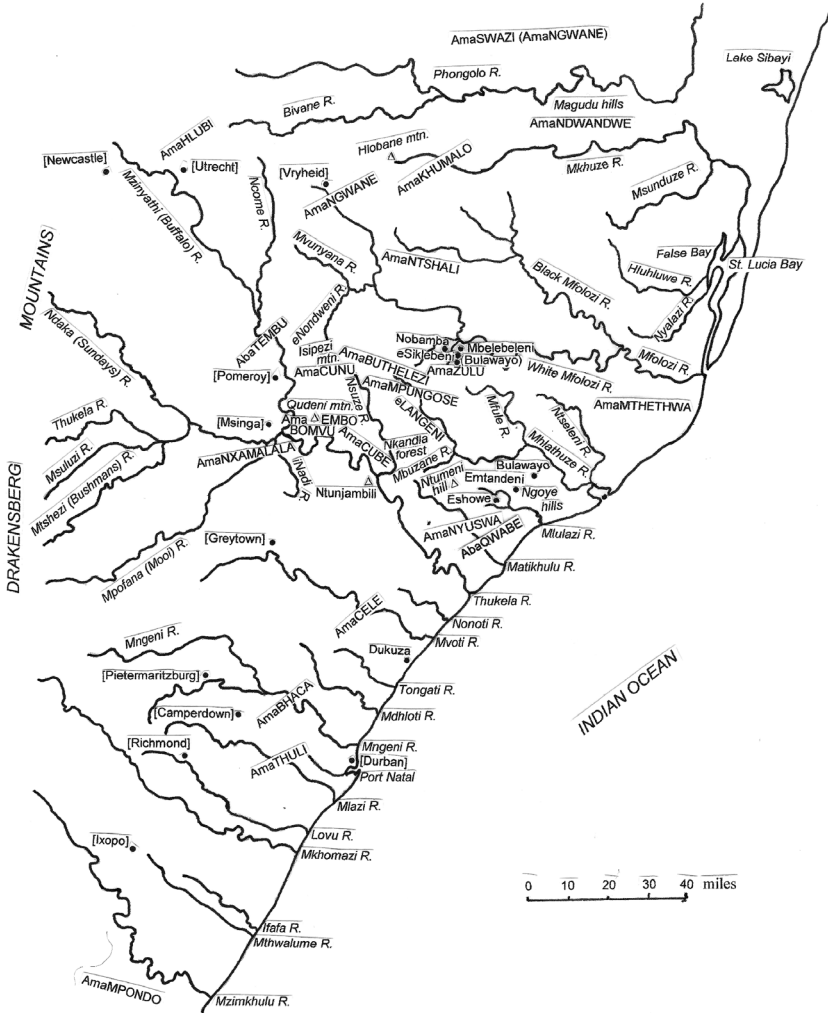 AmaSWAZI (AmaNGWANE)
Lake Sibayi
Phongolo R.
Bivane R.
Magudu hills
AmaNDWANDWE
AmaHLUBI
Hlobane mtn.
[Newcastle]
[Utrecht]
[Vryheid]
AmaKHUMALO
Mkhuze R.
Msunduze R.
Mzinyathi (Buffalo) R.
Ncome R.
AmaNGWANE
MOUNTAINS
Mvunyana R.
AmaNTSHALI
Black Mfolozi R.
False Bay
St. Lucia Bay
Hluhluwe R.
Nyalazi R.
Ndaka (Sundays) R.
eNondweni R.
AbaTEMBU
Isipezi
mtn.
Nobamba
Mbelebeleni
eSiklebeni
Bulawayo
AmaZULU
White Mfolozi R.
Mfolozi R.
AmaBUTHELEZI
AmaCUNU
[Pomeroy]
AmaMPUNGOSE
Nsuze R.
eLANGENI
Mfule R.
Ntseleni R.
AmaMTHETHWA
Thukela R.
Qudeni mtn.
[Msinga]
Ama EMBO
BOMVU
AmaCUBE
Nkandla
forest
Mhlathuze R.
Msuluzi R.
AmaNXAMALALA
Mbuzane R.
Bulawayo
Mtshezi (Bushmans) R.
iNadi R.
Ntunjambili
Ntumeni
hill
Emtandeni
Ngoye
hills
Eshowe
DRAKENSBERG
AmaNYUSWA
AbaQWABE
Mlulazi R.
[Greytown]
Mpofana (Mooi) R.
Matikhulu R.
Thukela R.
AmaCELE
Nonoti R.
Mvoti R.
Mngeni R.
Dukuza
[Pietermaritzburg]
Tongati R.
INDIAN OCEAN
AmaBHACA
[Camperdown]
Mdhloti R.
[Richmond]
Mngeni R.
AmaTHULI
[Durban]
Port Natal
Mlazi R.
Lovu R.
[Ixopo]
Mkhomazi R.
0 10 20 30 40 miles
Ifafa R.
Mthwalume R.
AmaMPONDO
Mzimkhulu R.